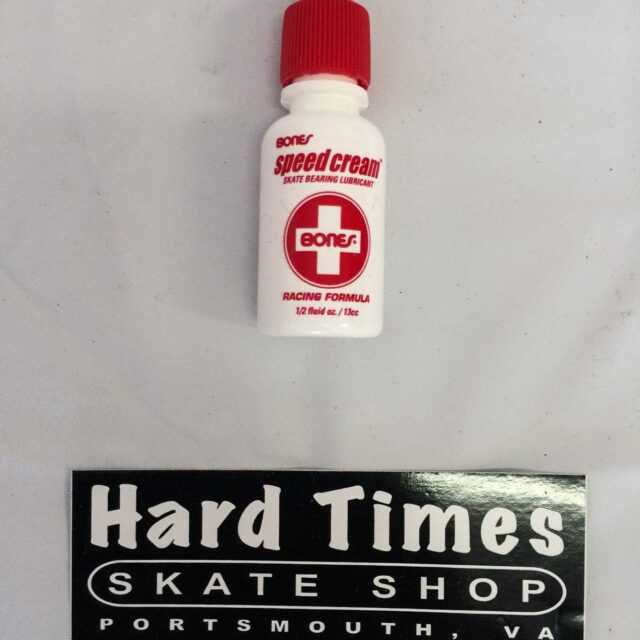 BONES
speed cream™
SKATE BEARING LUBRICANT
BONES
RACING FORMULA
1/2 fluid oz. / 13cc
Hard Times
SKATE SHOP
PORTSMOUTH, VA